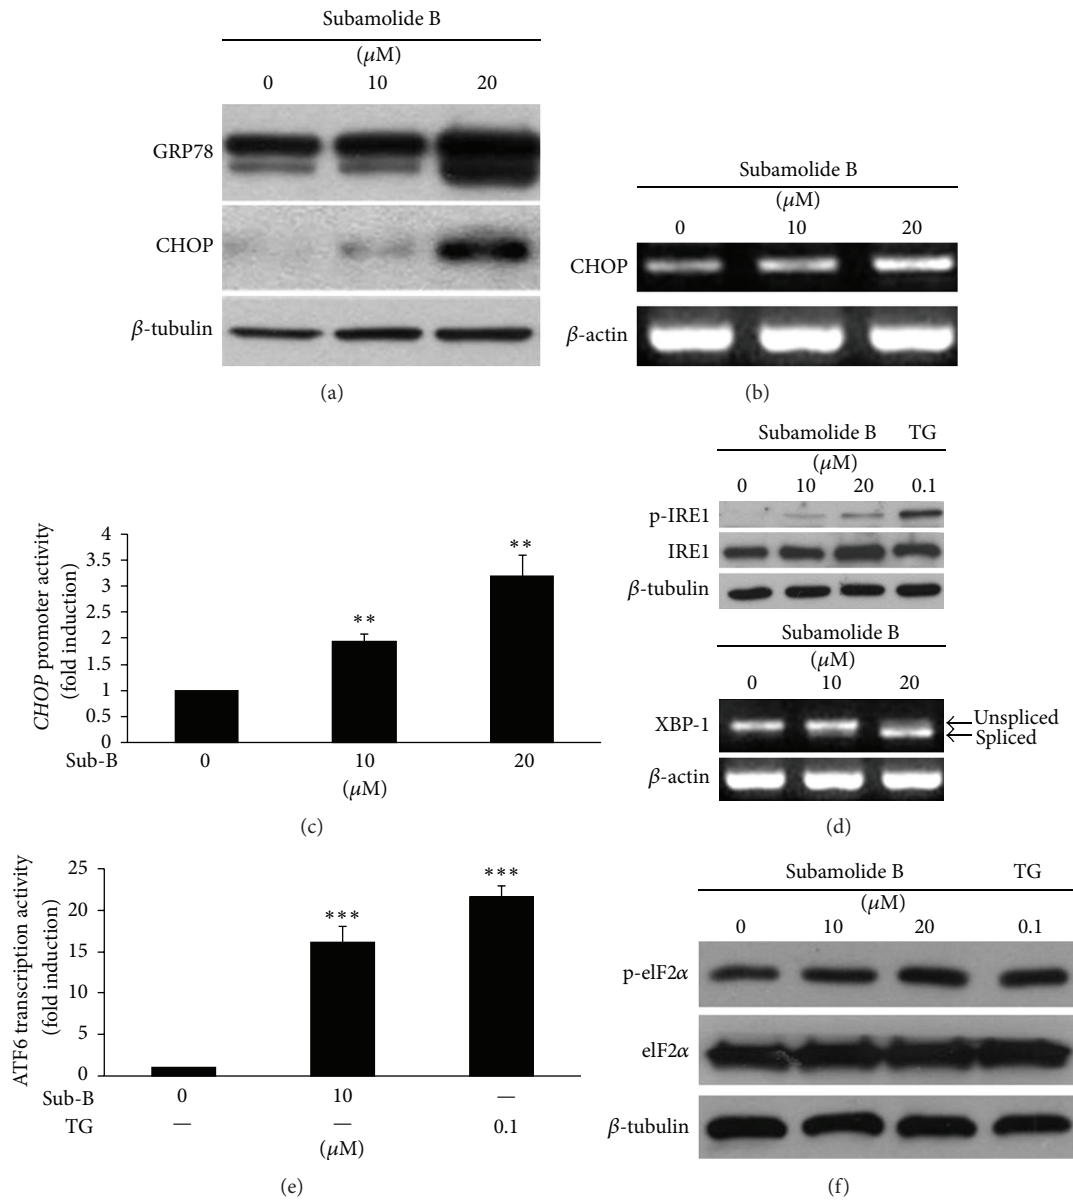 Subamolide B
(μM)
0 10 20
GRP78
CHOP
β-tubulin
(a)
Subamolide B
(μM)
0 10 20
CHOP
β-actin
(b)
CHOP promoter activity
(fold induction)
4
3.5
3
2.5
2
1.5
1
0.5
0
** **
Sub-B 0 10 20
(μM)
(c)
Subamolide B TG
(μM)
0 10 20 0.1
p-IRE1
IRE1
β-tubulin
Subamolide B
(μM)
0 10 20
XBP-1
Unspliced
Spliced
β-actin
(d)
ATF6 transcription activity
(fold induction)
25
20
15
10
5
0
*** ***
Sub-B 0 10 —
TG — — 0.1
(μM)
(e)
Subamolide B TG
(μM)
0 10 20 0.1
p-elF2α
elF2α
β-tubulin
(f)